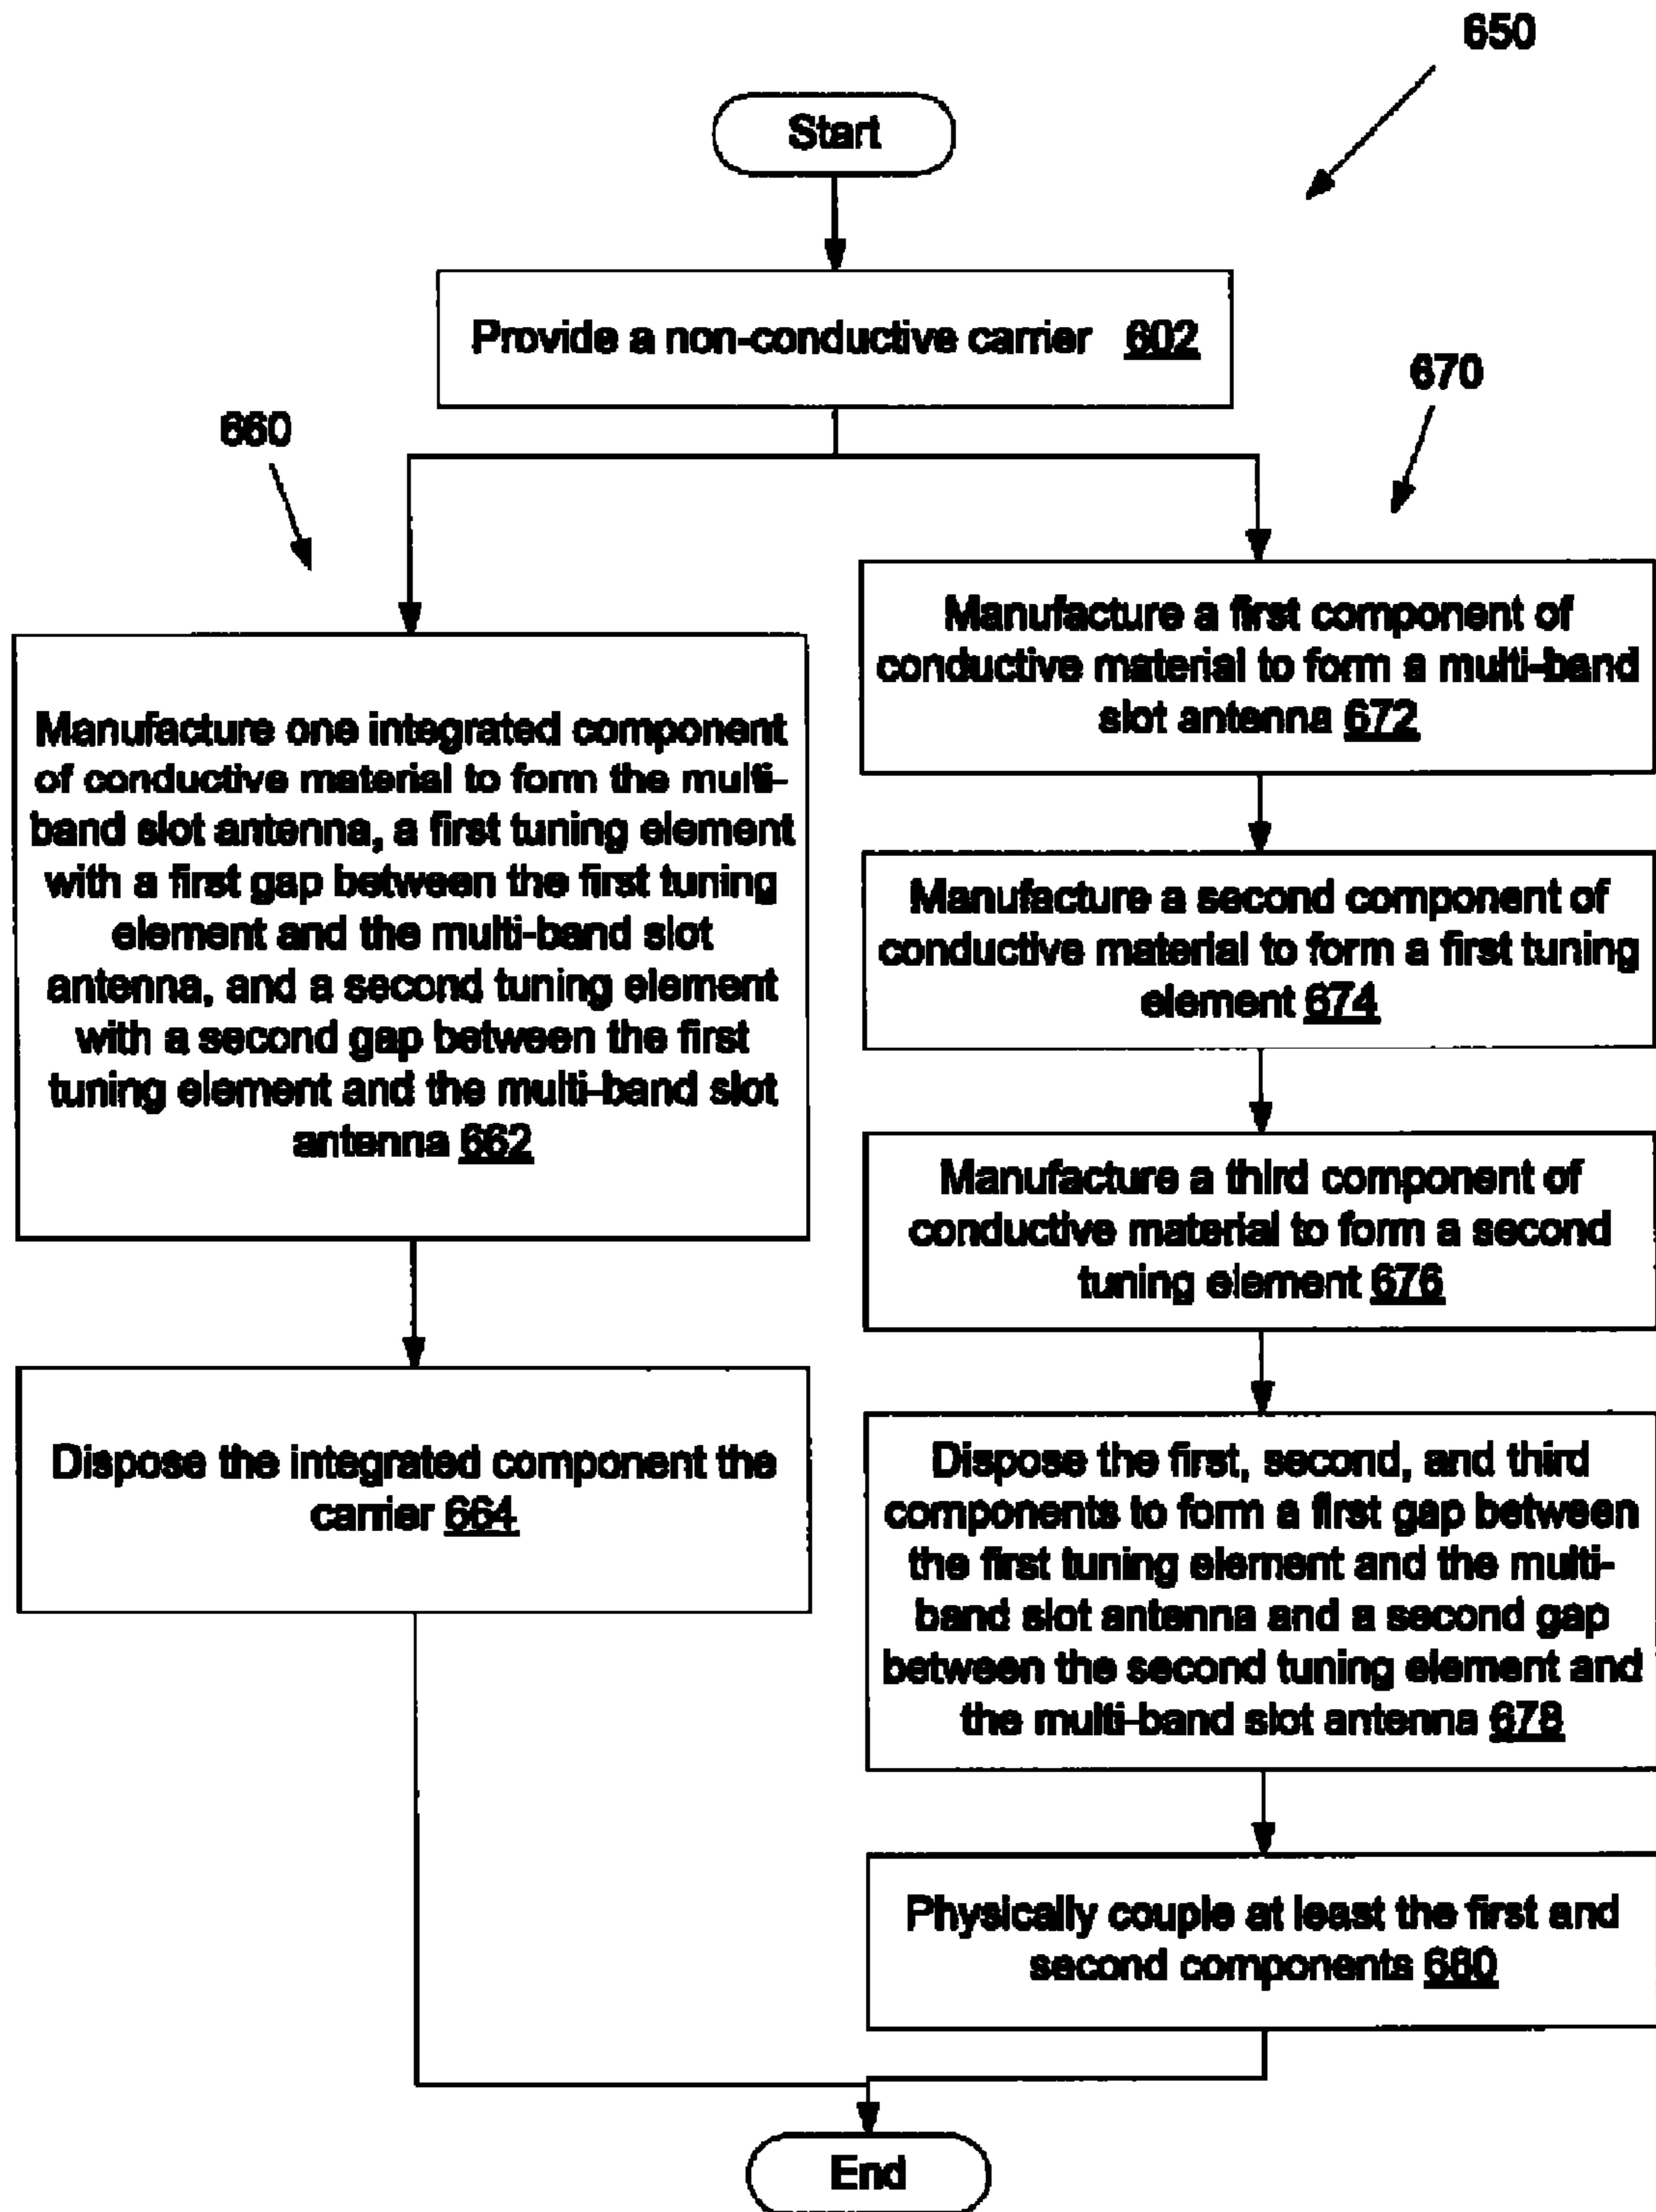 650
Start
Provide a non-conductive carrier 602
660
670
Manufacture one integrated component
of conductive material to form the multi-
band slot antenna, a first tuning element
with a first gap between the first tuning
element and the multi-band slot
antenna, and a second tuning element
with a second gap between the first
tuning element and the multi-band slot
antenna 662
Dispose the integrated component the
carrier 664
Manufacture a first component of
conductive material to form a multi-band
slot antenna 672
Manufacture a second component of
conductive material to form a first tuning
element 674
Manufacture a third component of
conductive material to form a second
tuning element 676
Dispose the first, second, and third
components to form a first gap between
the first tuning element and the multi-
band slot antenna and a second gap
between the second tuning element and
the multi-band slot antenna 678
Physically couple at least the first and
second components 680
End